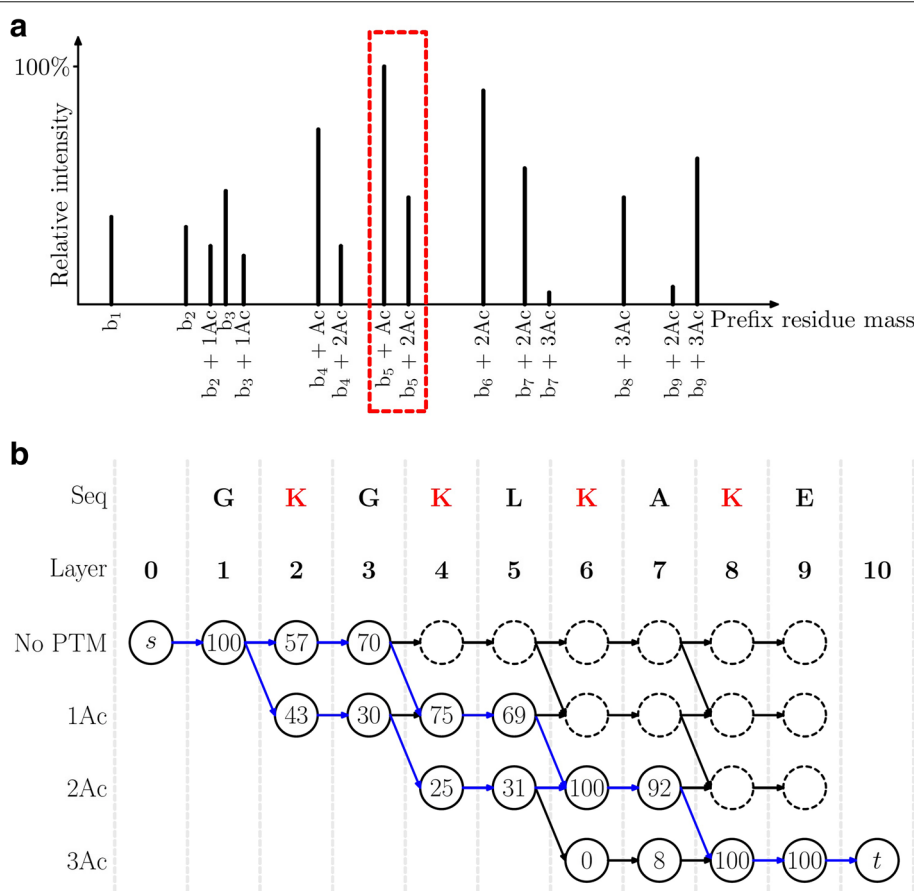 a
100%
Relative intensity
b1
b2
b2 + 1Ac
b3
b3 + 1Ac
b4 + Ac
b4 + 2Ac
b5 + Ac
b5 + 2Ac
b6 + 2Ac
b7 + 2Ac
b7 + 3Ac
b8 + 3Ac
b9 + 2Ac
b9 + 3Ac
Prefix residue mass
b
Seq G K G K L K A K E
Layer 0 1 2 3 4 5 6 7 8 9 10
No PTM s 100 57 70
1Ac 43 30 75 69
2Ac 25 31 100 92
3Ac 0 8 100 100 t